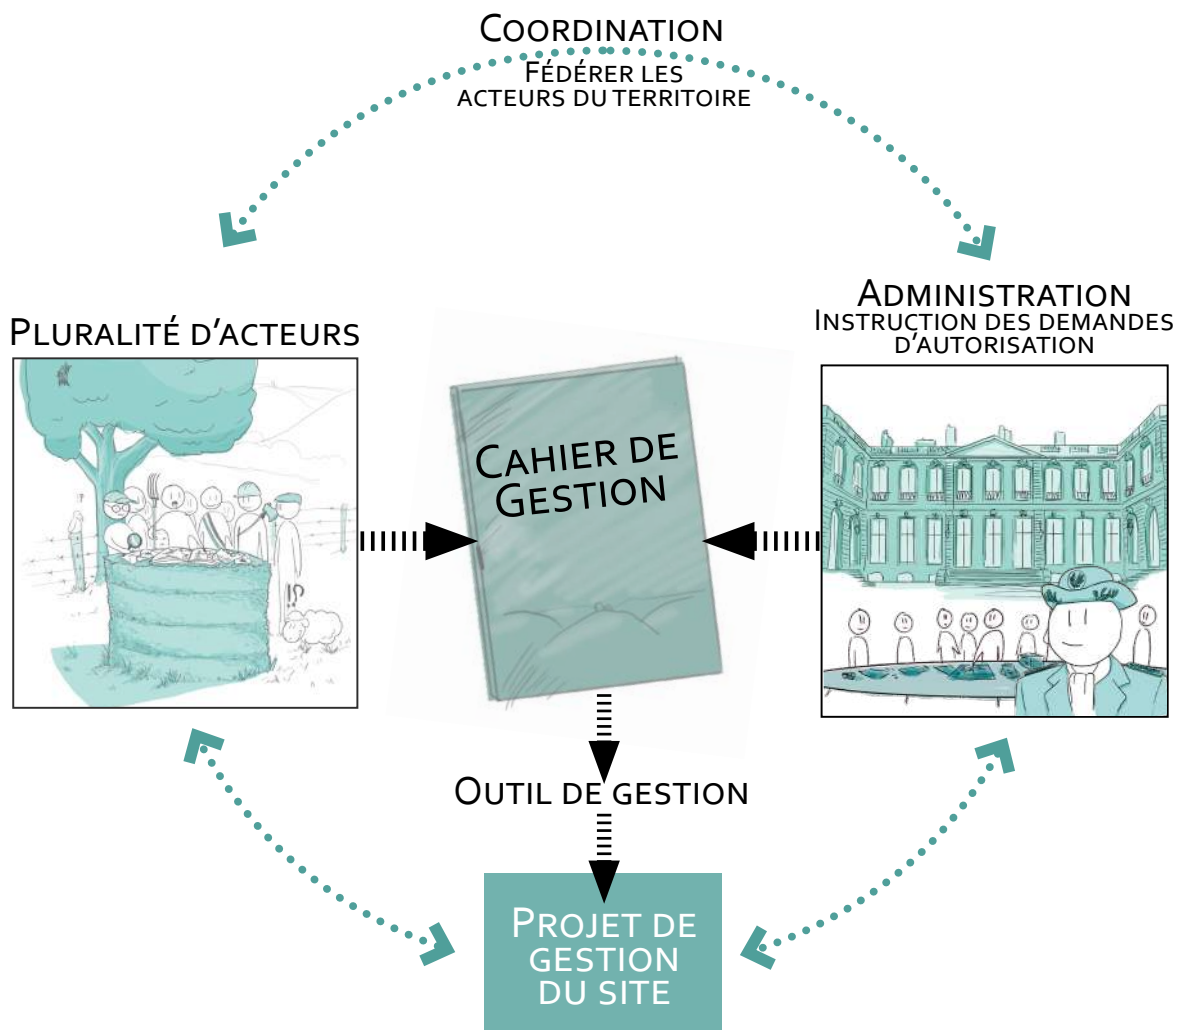 Coordination
Fédérer les
acteurs du territoire
Pluralité d'acteurs
Administration
Instruction des demandes
d'autorisation
Cahier de
Gestion
!?
Outil de gestion
Projet de
gestion
du site